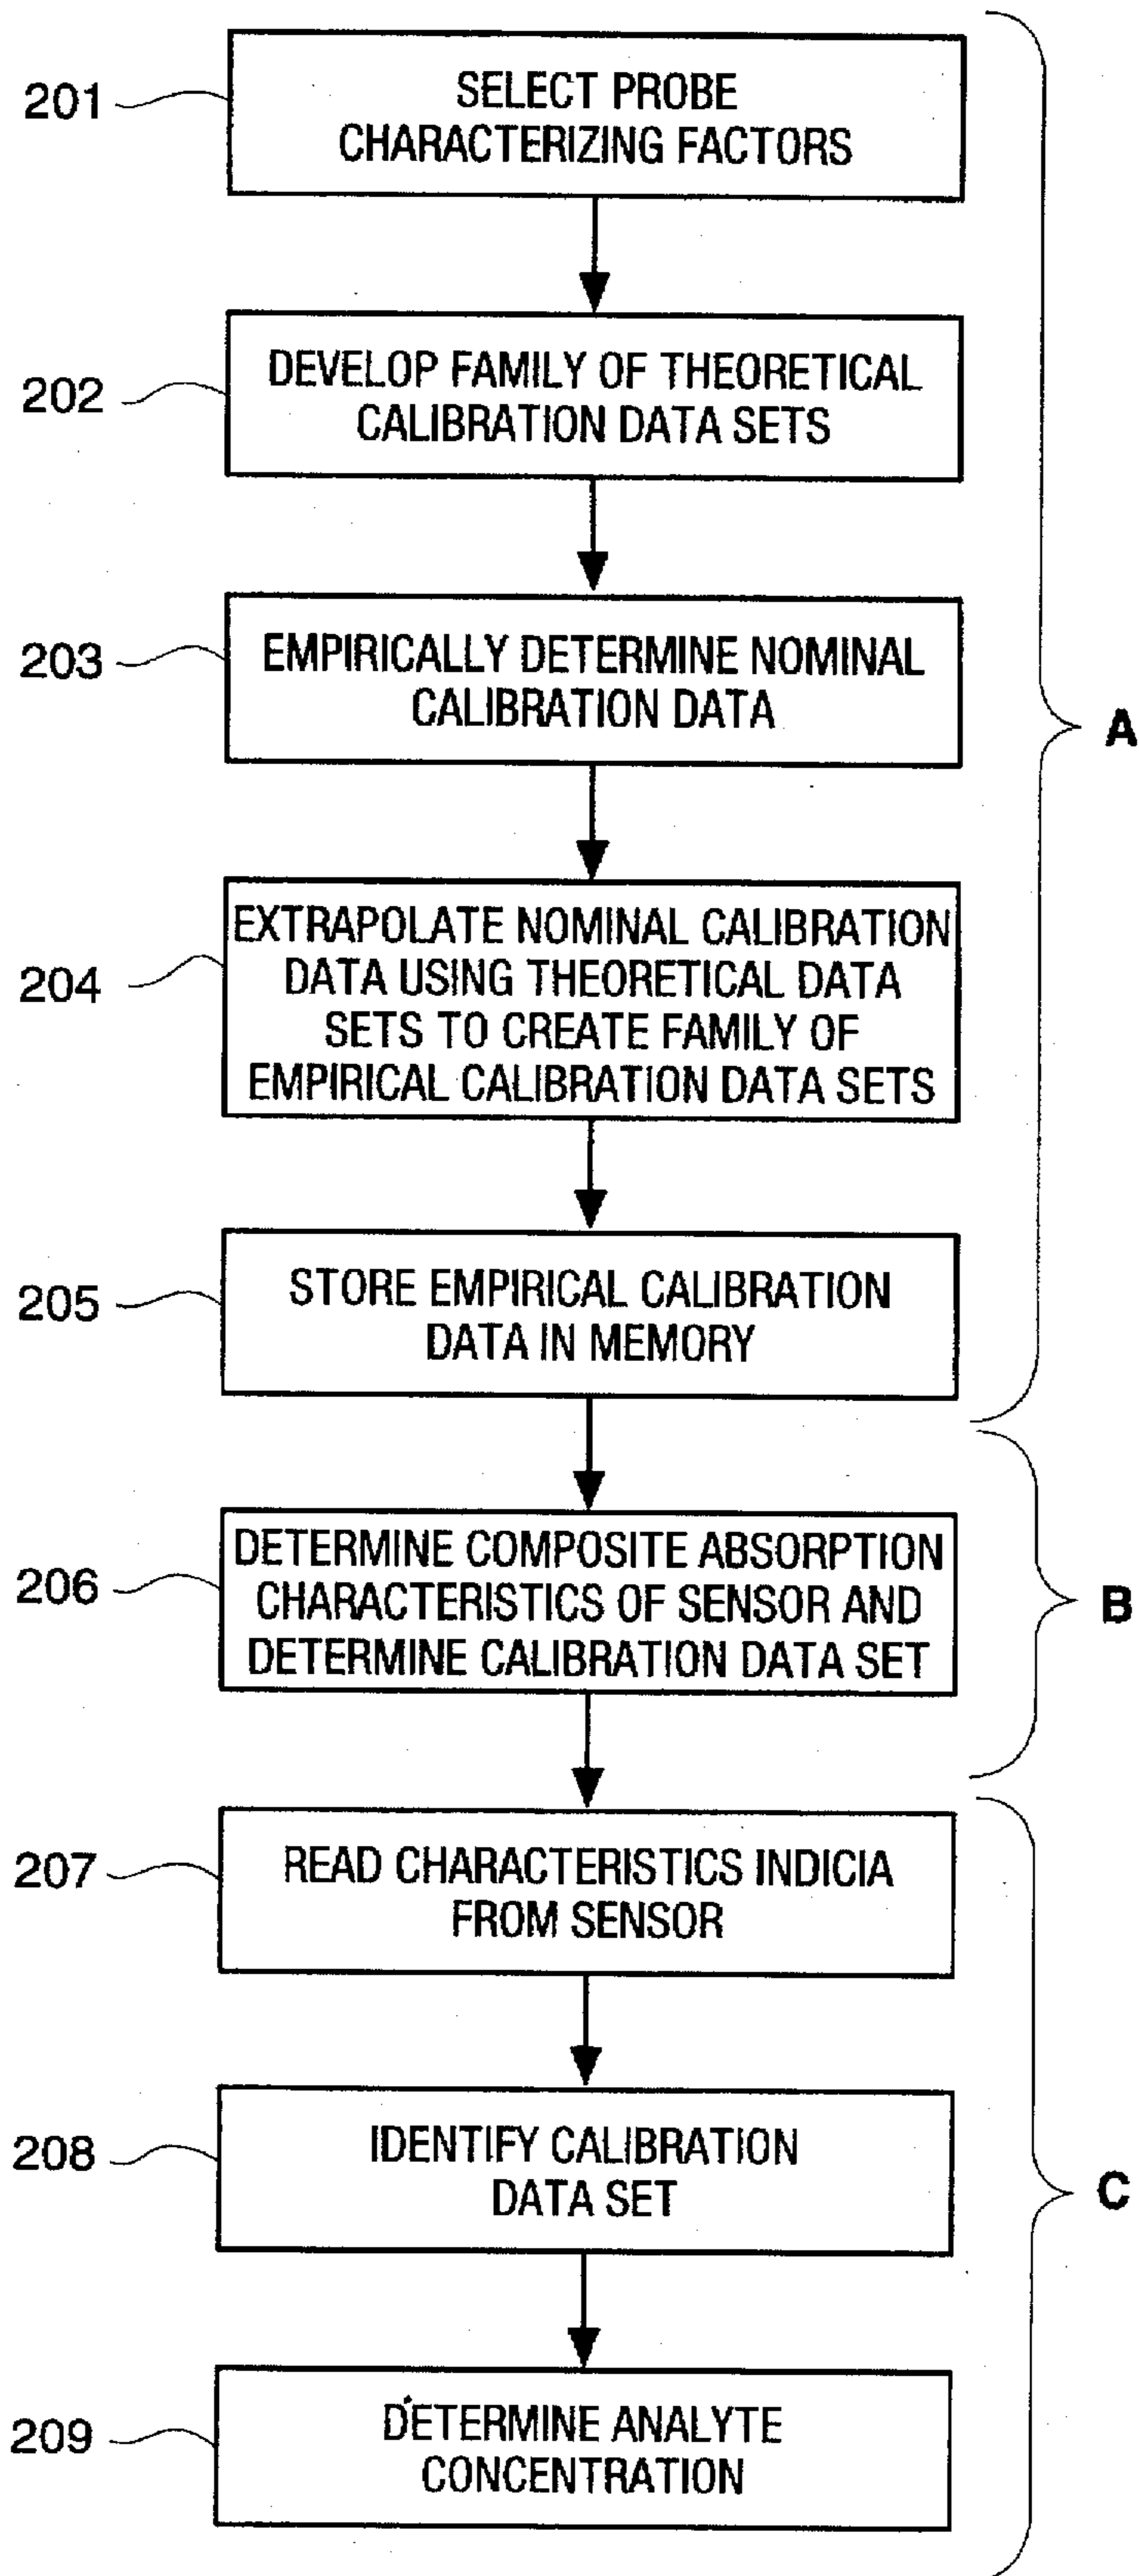 201
SELECT PROBE
CHARACTERIZING FACTORS
202
DEVELOP FAMILY OF THEORETICAL
CALIBRATION DATA SETS
203
EMPIRICALLY DETERMINE NOMINAL
CALIBRATION DATA
A
204
EXTRAPOLATE NOMINAL CALIBRATION
DATA USING THEORETICAL DATA
SETS TO CREATE FAMILY OF
EMPIRICAL CALIBRATION DATA SETS
205
STORE EMPIRICAL CALIBRATION
DATA IN MEMORY
206
DETERMINE COMPOSITE ABSORPTION
CHARACTERISTICS OF SENSOR AND
DETERMINE CALIBRATION DATA SET
B
207
READ CHARACTERISTICS INDICIA
FROM SENSOR
208
IDENTIFY CALIBRATION
DATA SET
C
209
DETERMINE ANALYTE
CONCENTRATION